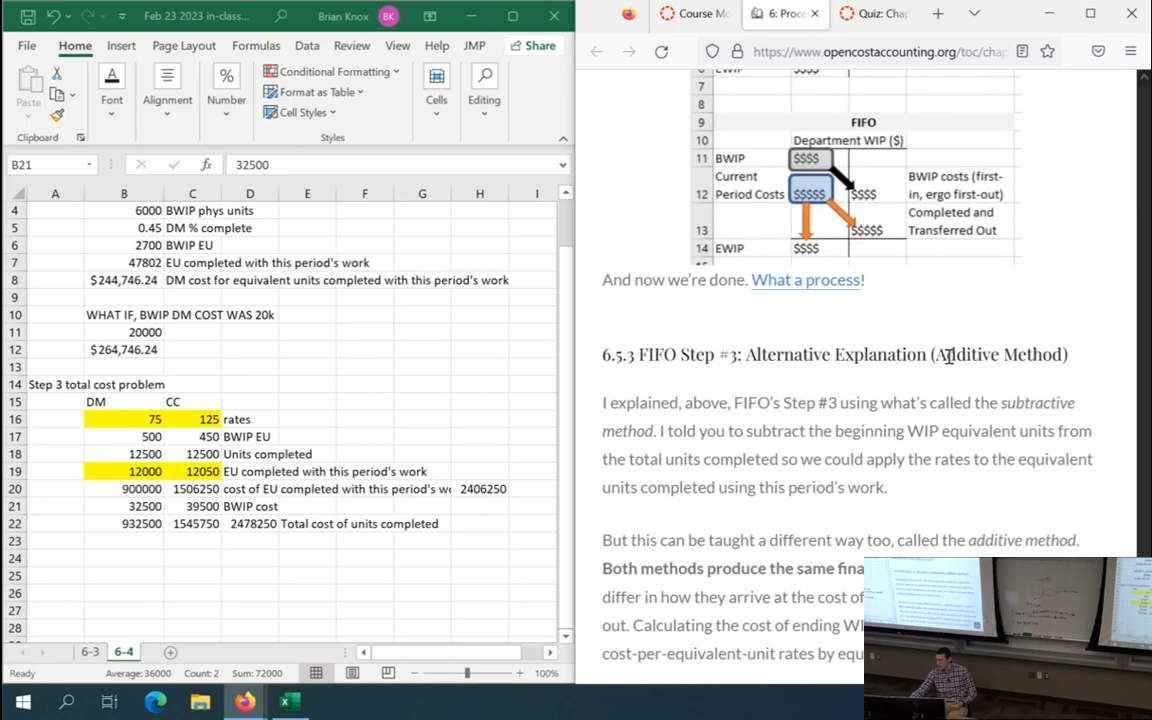 Feb 23 2023 in-class...
Brian Knox
BK
File Home Insert Page Layout Formulas Data Review View Help JMP Share
Paste
Clipboard
Font
Alignment
Number
Conditional Formatting
Format as Table
Cell Styles
Styles
Cells
Editing
B21
fx
32500
A B C D E F G H I
4 6000 BWIP phys units
5 0.45 DM % complete
6 2700 BWIP EU
7 47802 EU completed with this period's work
8 $244,746.24 DM cost for equivalent units completed with this period's work
9
10 WHAT IF, BWIP DM COST WAS 20k
11 20000
12 $264,746.24
13
14 Step 3 total cost problem
15 DM CC
16 75 125 rates
17 500 450 BWIP EU
18 12500 12500 Units completed
19 12000 12050 EU completed with this period's work
20 900000 1506250 cost of EU completed with this period's wo 2406250
21 32500 39500 BWIP cost
22 932500 1545750 2478250 Total cost of units completed
23
24
25
26
27
28
6-3 6-4
Ready Average: 36000 Count: 2 Sum: 72000 100%
Course Mo
6: Proce
Quiz: Chap
https://www.opencostaccounting.org/toc/chap
EWIP $$$$
7
8
9 FIFO
10 Department WIP ($)
11 BWIP $$$$
Current BWIP costs (first-
12 Period Costs $$$$$ $$$$ in, ergo first-out)
Completed and
13 $$$$$ Transferred Out
14 EWIP $$$$
And now we're done. What a process!
6.5.3 FIFO Step #3: Alternative Explanation (Additive Method)
I explained, above, FIFO's Step #3 using what's called the subtractive
method. I told you to subtract the beginning WIP equivalent units from
the total units completed so we could apply the rates to the equivalent
units completed using this period's work.
But this can be taught a different way too, called the additive method.
Both methods produce the same fina
differ in how they arrive at the cost of
out. Calculating the cost of ending WI
cost-per-equivalent-unit rates by equ